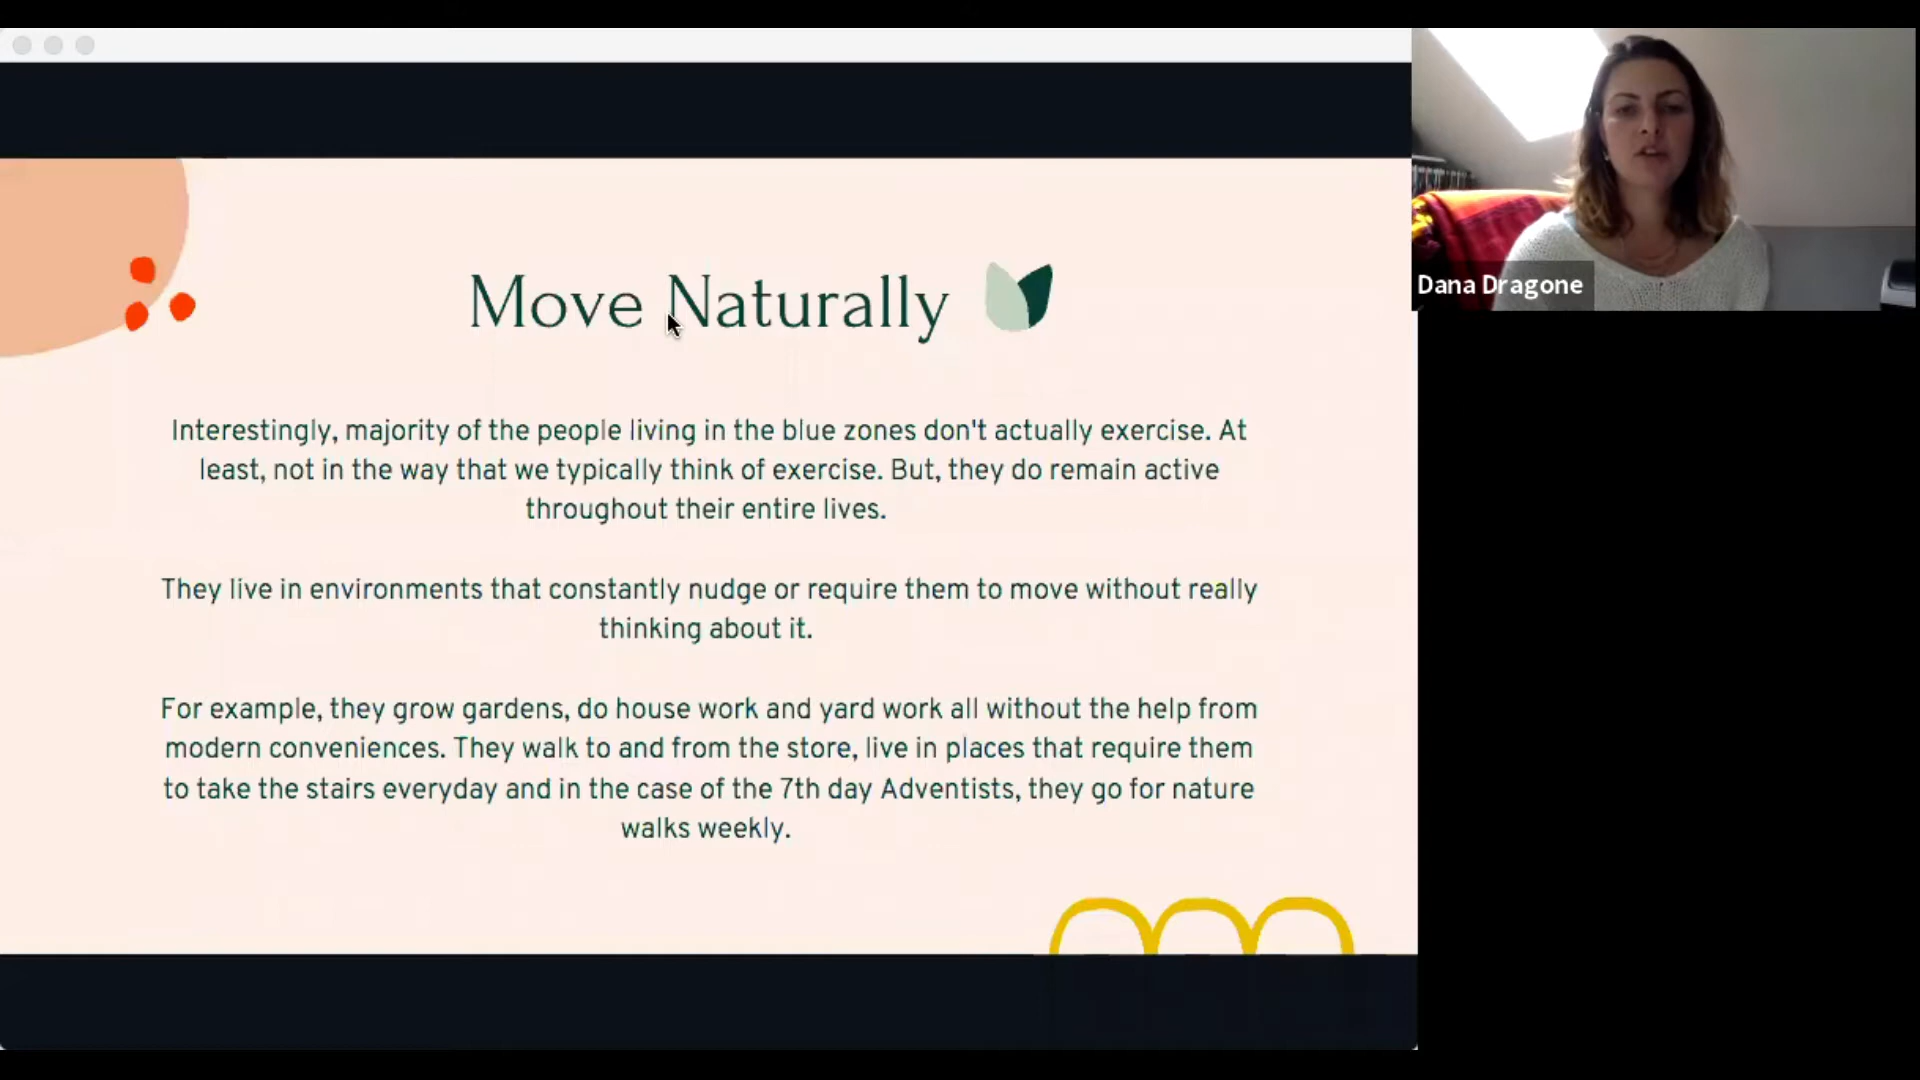 Move Naturally
Interestingly, majority of the people living in the blue zones don't actually exercise. At
least, not in the way that we typically think of exercise. But, they do remain active
throughout their entire lives.
They live in environments that constantly nudge or require them to move without really
thinking about it.
For example, they grow gardens, do house work and yard work all without the help from
modern conveniences. They walk to and from the store, live in places that require them
to take the stairs everyday and in the case of the 7th day Adventists, they go for nature
walks weekly.
Dana Dragone